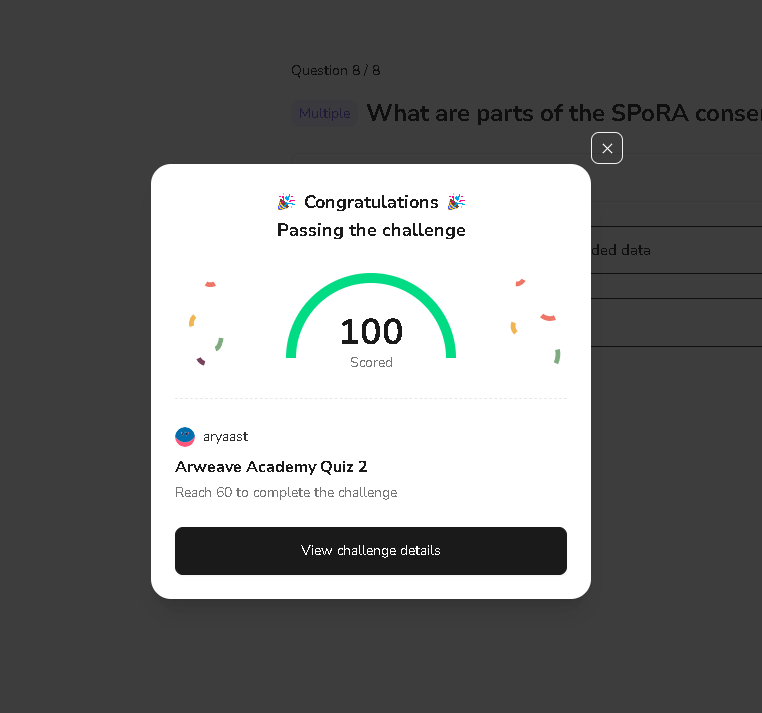 Question 8 / 8
Multiple What are parts of the SPoRA
🎉 Congratulations 🎉
Passing the challenge
ded data
100
Scored
aryaast
Arweave Academy Quiz 2
Reach 60 to complete the challenge
View challenge details